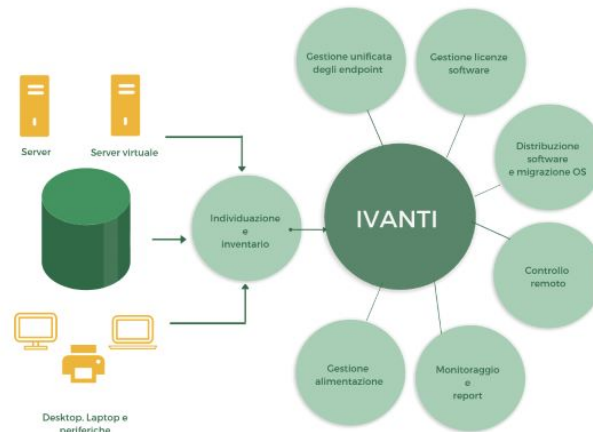 Gestione unificata
degli endpoint
Gestione licenze
software
Server
Server virtuale
Distribuzione
software
e migrazione OS
Individuazione
e
inventario
IVANTI
Controllo
remoto
Gestione
alimentazione
Monitoraggio
e
report
Desktop, Laptop e
periferiche